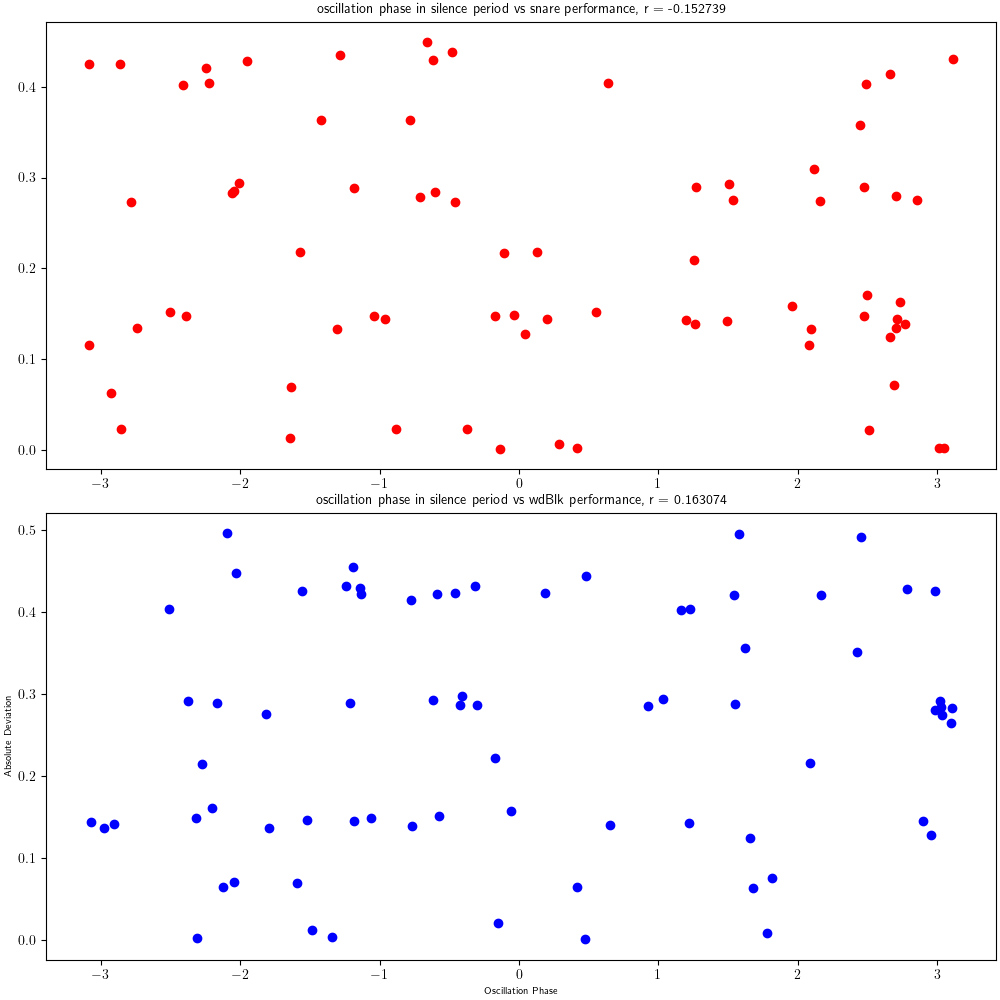 oscillation phase in silence period vs snare performance, r = -0.152739
0.4
0.3
0.2
0.1
0.0
−3 −2 −1 0 1 2 3
oscillation phase in silence period vs wdBlk performance, r = 0.163074
0.5
0.4
0.3
0.2
0.1
0.0
Absolute Deviation
−3 −2 −1 0 1 2 3
Oscillation Phase